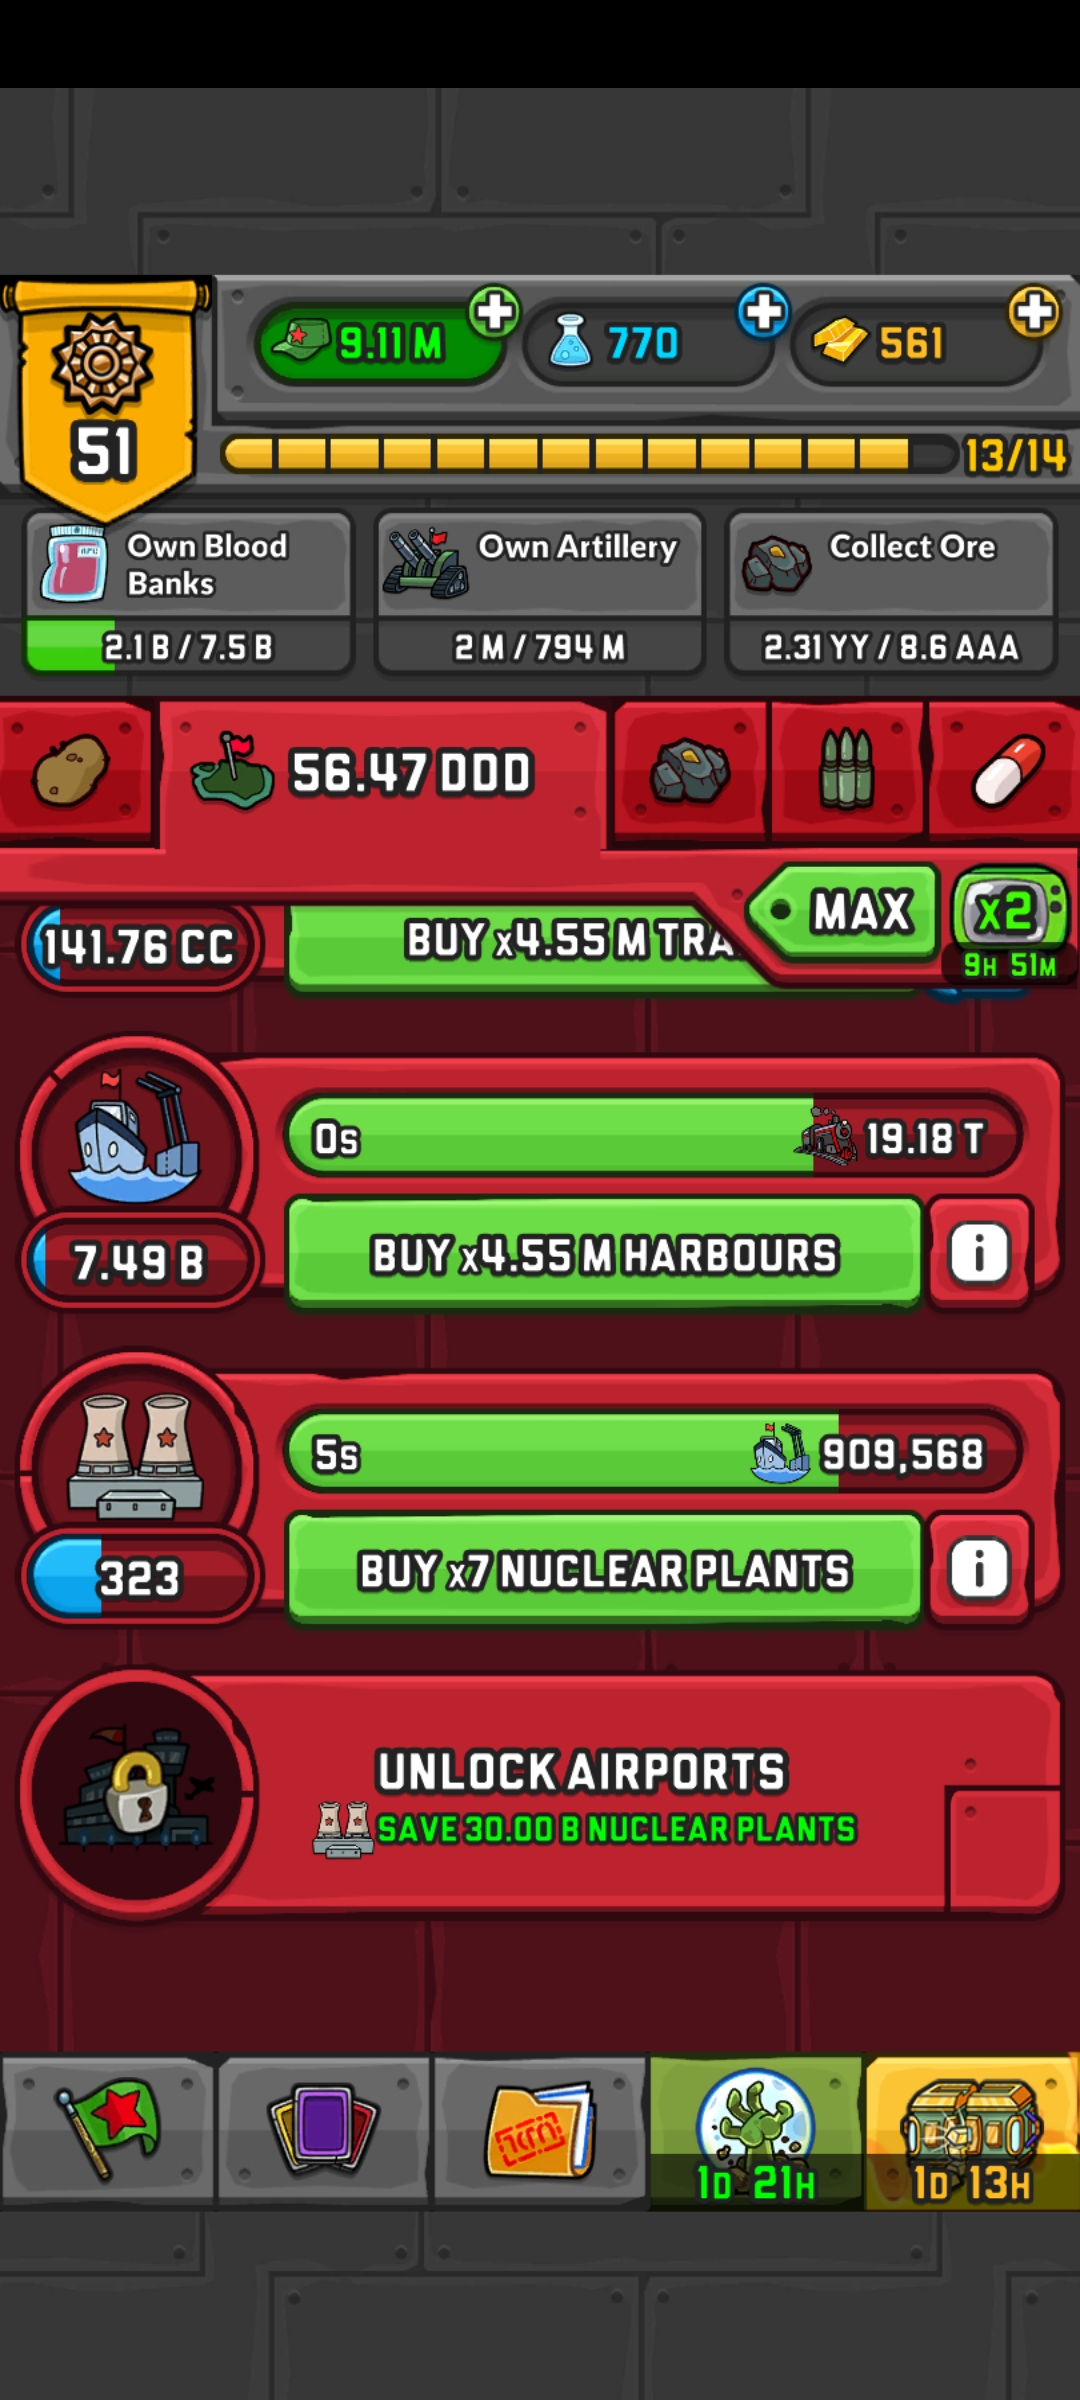 9.11 M
770
561
51
13/14
Own Blood
Banks
2.1 B / 7.5 B
Own Artillery
2 M / 794 M
Collect Ore
2.31 YY / 8.6 AAA
56.47 DDD
MAX
x2
9H 51M
141.76 CC
BUY x4.55 M TRA
0s
19.18 T
7.49 B
BUY x4.55 M HARBOURS
i
5s
909,568
323
BUY x7 NUCLEAR PLANTS
i
UNLOCK AIRPORTS
SAVE 30.00 B NUCLEAR PLANTS
1D 21H
1D 13H